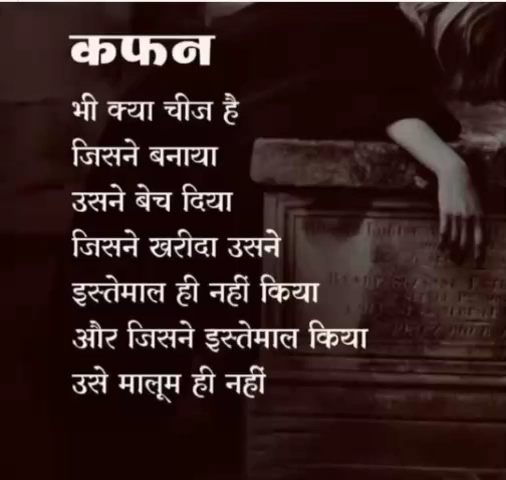 कफन
भी क्या चीज है
जिसने बनाया
उसने बेच दिया
जिसने खरीदा उसने
इस्तेमाल ही नहीं किया
और जिसने इस्तेमाल किया
उसे मालूम ही नहीं